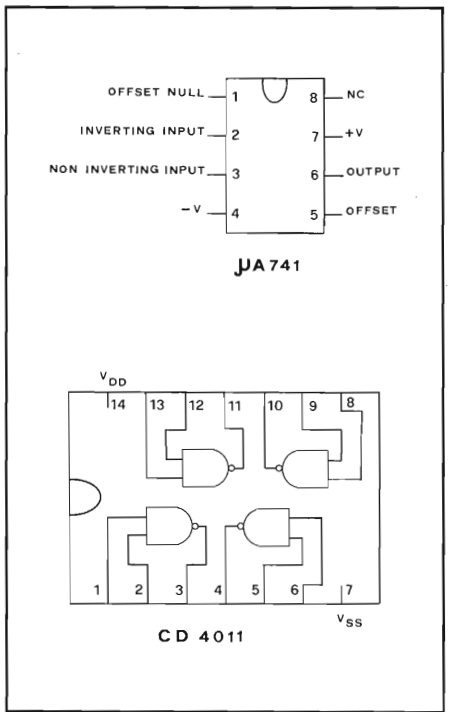 OFFSET NULL 1 8 NC
INVERTING INPUT 2 7 +V
NON INVERTING INPUT 3 6 OUTPUT
-V 4 5 OFFSET
μA741
VDD
14 13 12 11 10 9 8
1 2 3 4 5 6 7
VSS
CD 4011